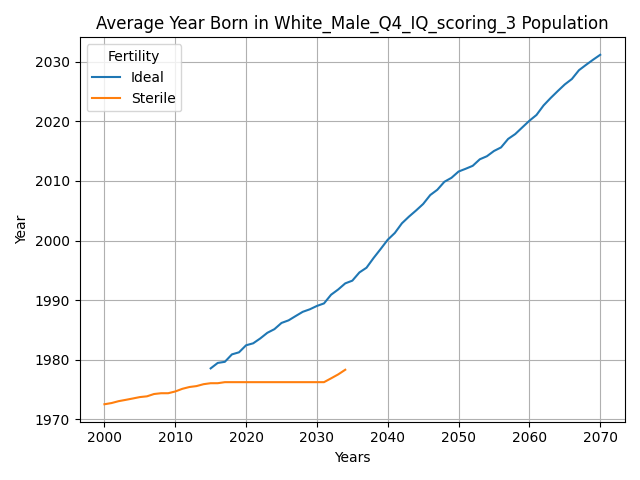 Average Year Born in White_Male_Q4_IQ_scoring_3 Population
Fertility
Ideal
Sterile
Year
2030
2020
2010
2000
1990
1980
1970
2000 2010 2020 2030 2040 2050 2060 2070
Years